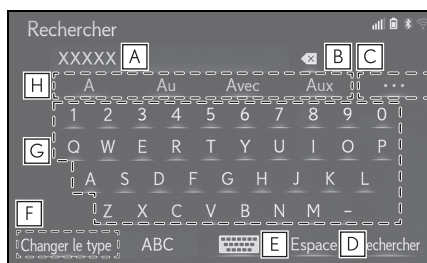 Rechercher
XXXXX A B C
H A Au Avec Aux ...
1 2 3 4 5 6 7 8 9 0
G Q W E R T Y U I O P
A S D F G H J K L
F Z X C V B N M -
Changer le type ABC E Espace D echercher